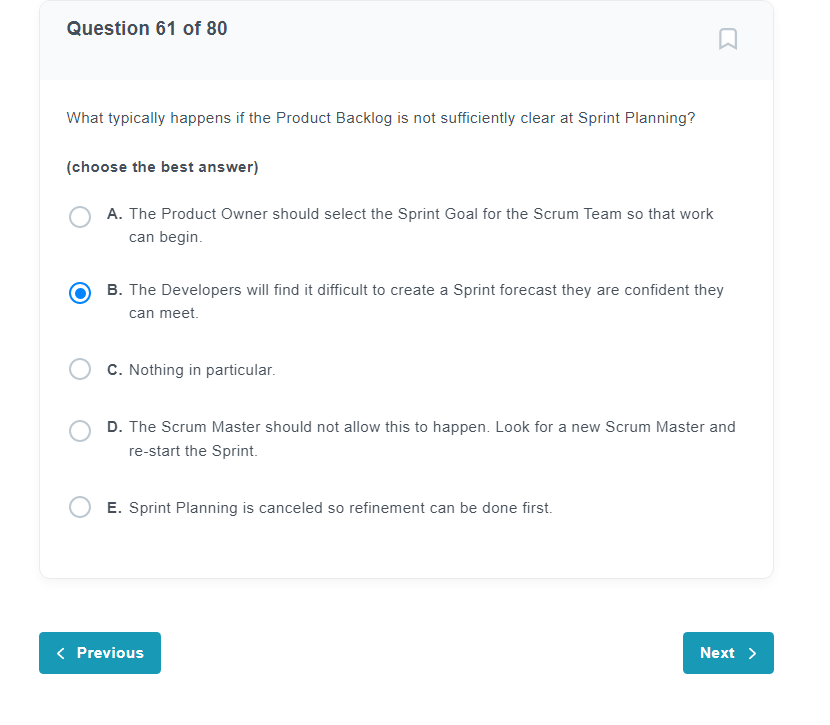 Question 61 of 80
What typically happens if the Product Backlog is not sufficiently clear at Sprint Planning?
(choose the best answer)
A. The Product Owner should select the Sprint Goal for the Scrum Team so that work
can begin.
B. The Developers will find it difficult to create a Sprint forecast they are confident they
can meet.
C. Nothing in particular.
D. The Scrum Master should not allow this to happen. Look for a new Scrum Master and
re-start the Sprint.
E. Sprint Planning is canceled so refinement can be done first.
Previous
Next